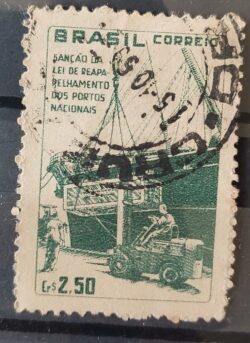 BRASIL CORREIO
SANÇÃO DA
LEI DE REAPA-
RELHAMENTO
DOS PORTOS
NACIONAIS
Cr$ 2,50